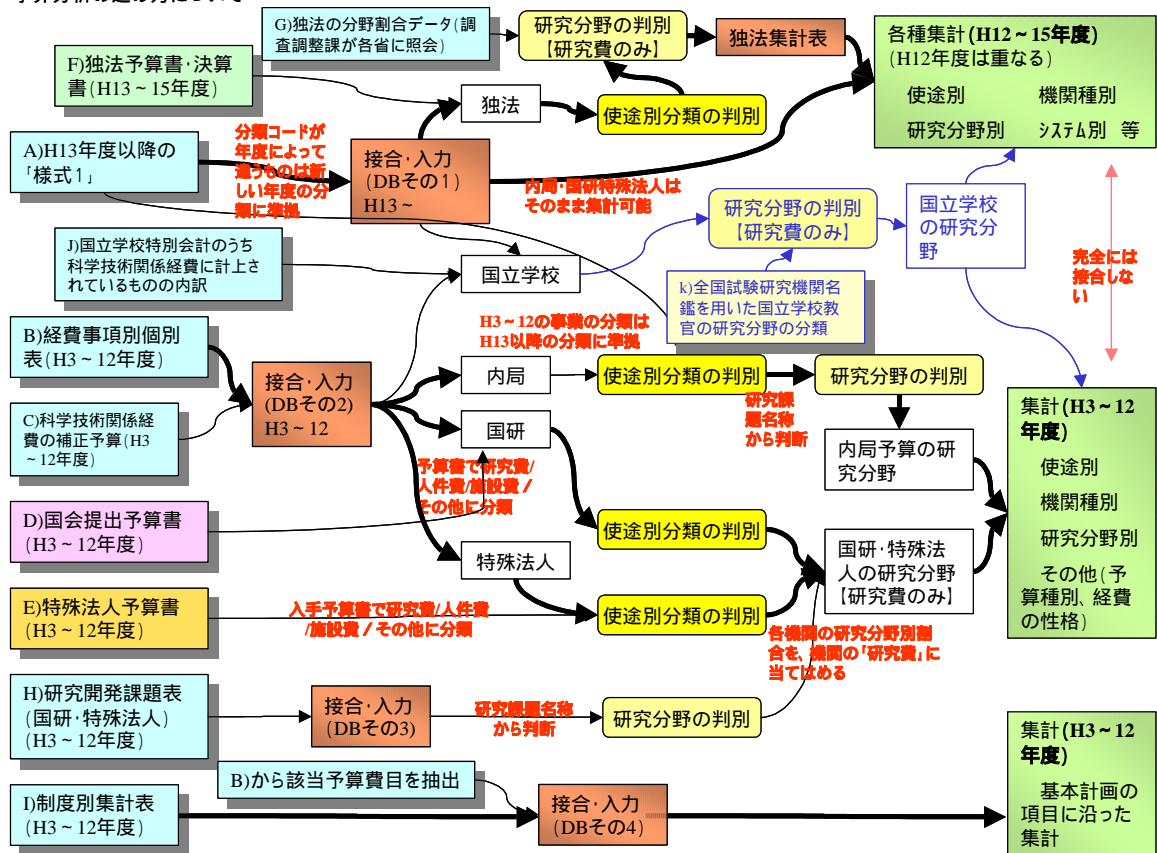 G)独法の分野割合データ(調
査調整課が各省に照会)
研究分野の判別
【研究費のみ】
独法集計表
各種集計(H12～15年度)
(H12年度は重なる)
使途別 機関種別
研究分野別 システム別 等
F)独法予算書･決算
書(H13～15年度)
独法
使途別分類の判別
A)H13年度以降の
「様式1」
分類コードが
年度によって
違うものは新
しい年度の分
類に準拠
接合･入力
(DBその1)
H13～
内局･国研特殊法人は
そのまま集計可能
研究分野の判別
【研究費のみ】
国立学校
の研究分
野
完全には
接合しな
い
J)国立学校特別会計のうち
科学技術関係経費に計上さ
れているものの内訳
国立学校
k)全国試験研究機関名
鑑を用いた国立学校教
官の研究分野の分類
H3～12の事業の分類は
H13以降の分類に準拠
B)経費事項別個別
表(H3～12年度)
接合･入力
(DBその2)
H3～12
内局
使途別分類の判別
研究分野の判別
研究課
題名称
から判断
C)科学技術関係経
費の補正予算(H3
～12年度)
国研
内局予算の研
究分野
集計(H3～12
年度)
使途別
機関種別
研究分野別
その他(予
算種別、経費
の性格)
予算書で研究費/
人件費/施設費／
その他に分類
D)国会提出予算書
(H3～12年度)
使途別分類の判別
特殊法人
国研･特殊法
人の研究分野
【研究費のみ】
E)特殊法人予算書
(H3～12年度)
入手予算書で研究費/人件費
/施設費／その他に分類
使途別分類の判別
各機関の研究分野別割
合を、機関の「研究費」に
当てはめる
H)研究開発課題表
(国研･特殊法人)
(H3～12年度)
接合･入力
(DBその3)
研究課題名称
から判断
研究分野の判別
集計(H3～12
年度)
基本計画の
項目に沿った
集計
B)から該当予算費目を抽出
I)制度別集計表
(H3～12年度)
接合･入力
(DBその4)